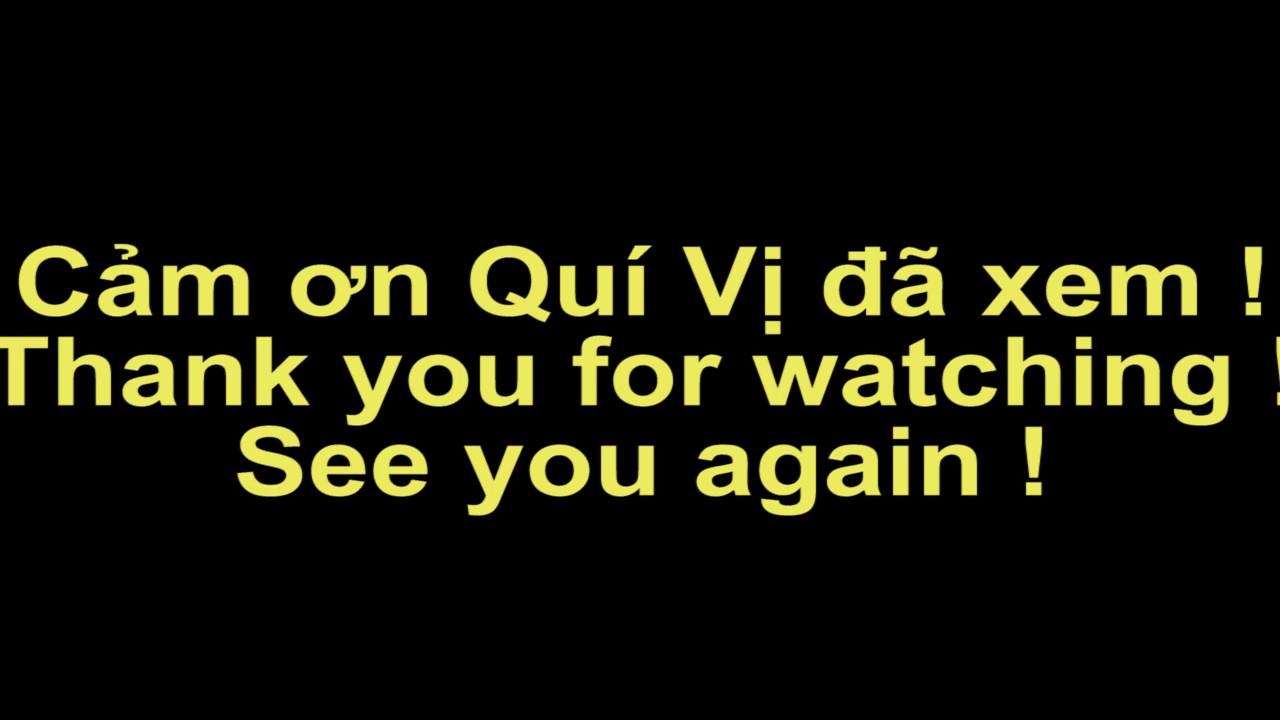 Cảm ơn Quí Vị đã xem !
Thank you for watching !
See you again !